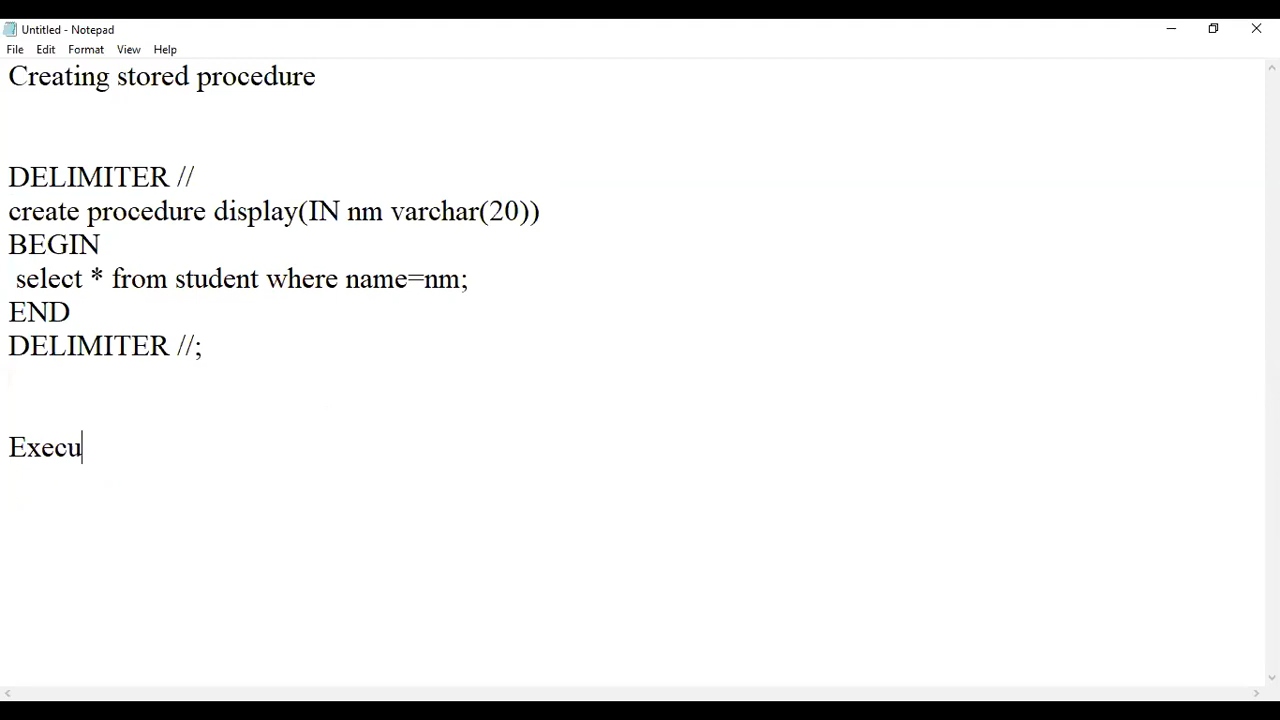 Untitled - Notepad
File Edit Format View Help
Creating stored procedure
DELIMITER //
create procedure display(IN nm varchar(20))
BEGIN
select * from student where name=nm;
END
DELIMITER //;
Execu